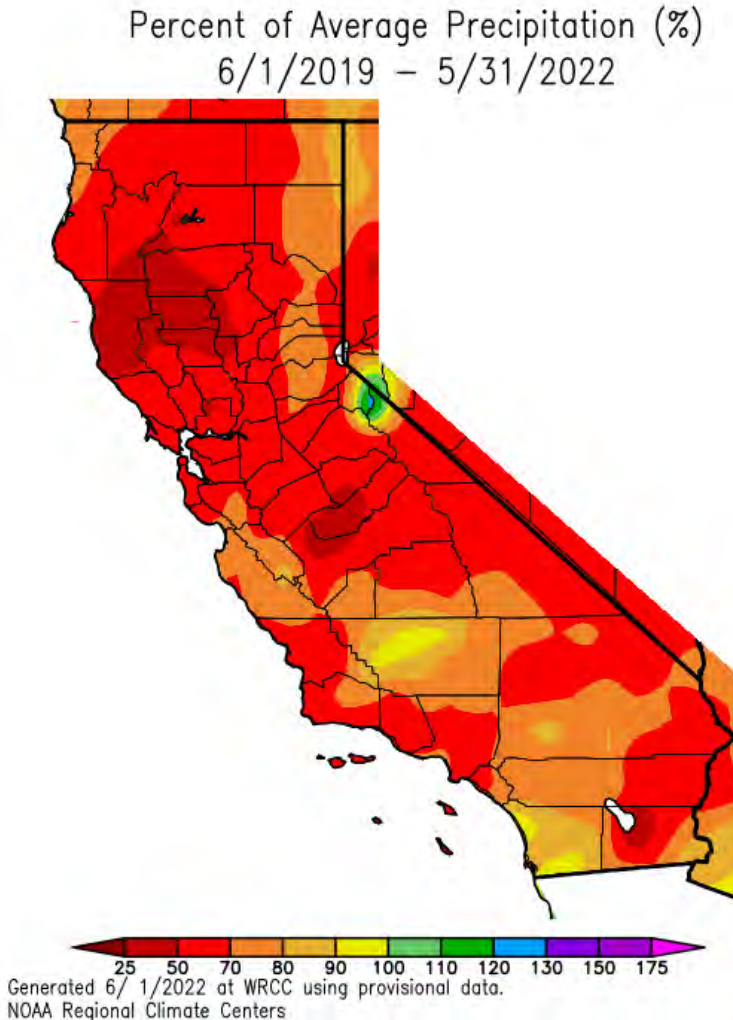 Percent of Average Precipitation (%)
6/1/2019 – 5/31/2022
25 50 70 80 90 100 110 120 130 150 175
Generated 6/ 1/2022 at WRCC using provisional data.
NOAA Regional Climate Centers